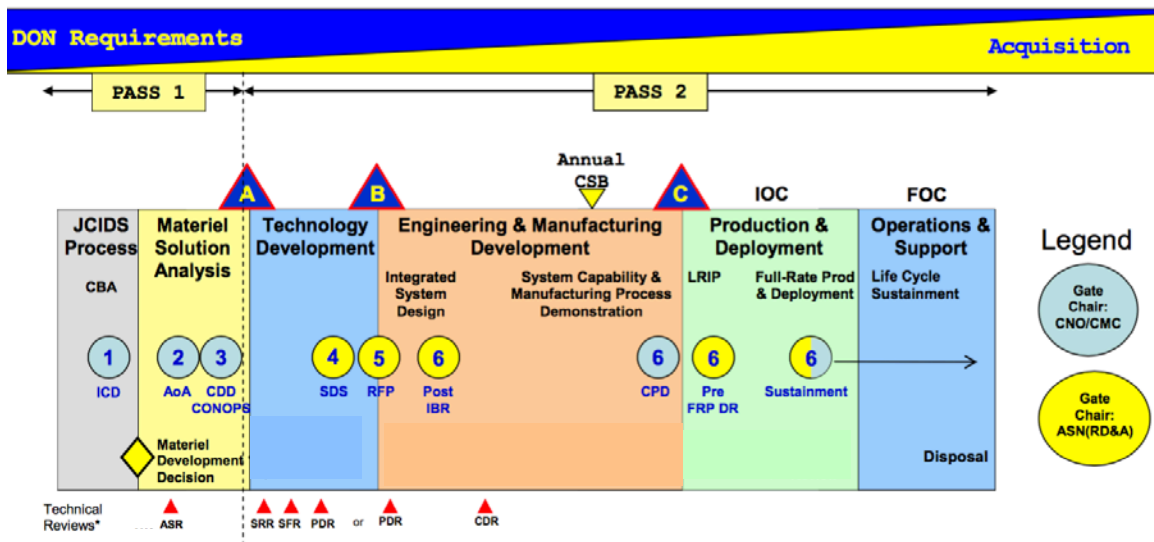 DON Requirements
Acquisition
PASS 1
PASS 2
Annual
CSB
A
B
C
IOC
FOC
JCIDS
Process
CBA
Materiel
Solution
Analysis
Technology
Development
Engineering & Manufacturing
Development
Integrated
System
Design
System Capability &
Manufacturing Process
Demonstration
Production &
Deployment
LRIP
Full-Rate Prod
& Deployment
Operations &
Support
Life Cycle
Sustainment
1
ICD
2
AoA
3
CDD
CONOPS
4
SDS
5
RFP
6
Post
IBR
6
CPD
6
Pre
FRP DR
6
Sustainment
Materiel
Development
Decision
Disposal
Technical
Reviews*
.... ASR
SRR
SFR
PDR
or
PDR
CDR
Legend
Gate
Chair:
CNO/CMC
Gate
Chair:
ASN(RD&A)